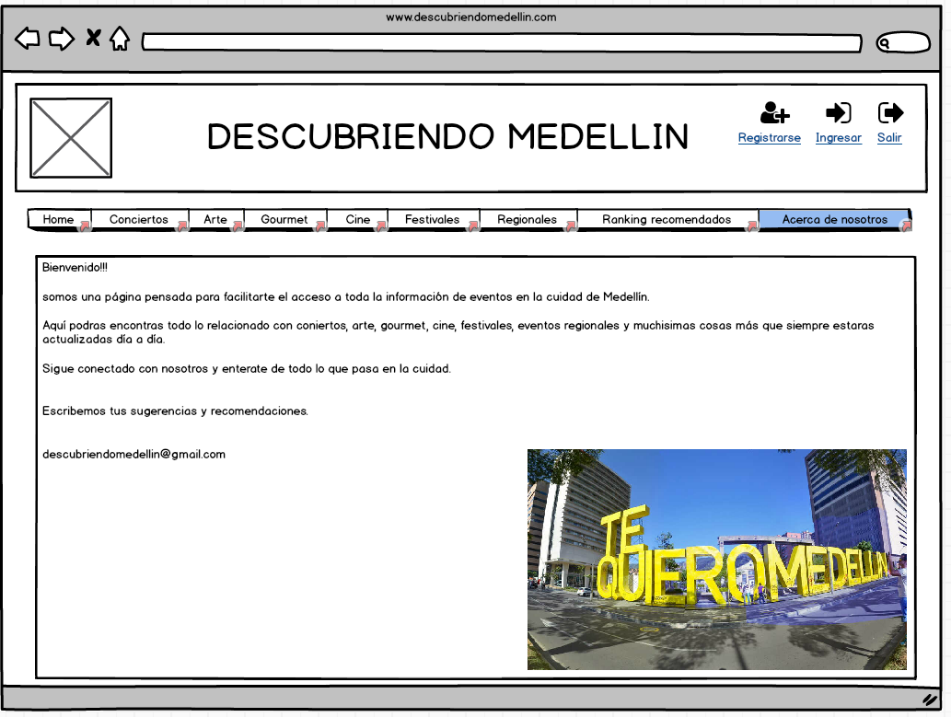 www.descubriendomedellin.com
DESCUBRIENDO MEDELLIN
Registrarse Ingresar Salir
Home Conciertos Arte Gourmet Cine Festivales Regionales Ranking recomendados Acerca de nosotros
Bienvenido!!!
somos una página pensada para facilitarte el acceso a toda la información de eventos en la cuidad de Medellín.
Aquí podras encontras todo lo relacionado con coniertos, arte, gourmet, cine, festivales, eventos regionales y muchisimas cosas más que siempre estaras
actualizadas día a día.
Sigue conectado con nosotros y enterate de todo lo que pasa en la cuidad.
Escribemos tus sugerencias y recomendaciones.
descubriendomedellin@gmail.com
TE
QUIEROMEDELLIN